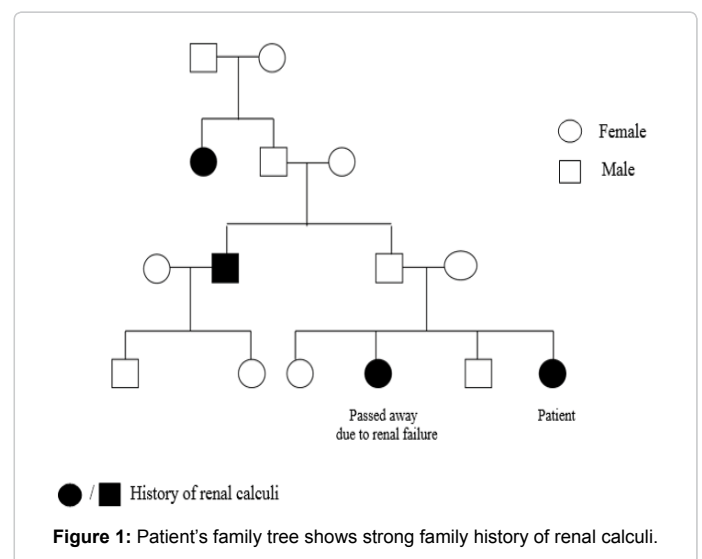 Female
Male
Passed away
due to renal failure
Patient
/ History of renal calculi
Figure 1: Patient's family tree shows strong family history of renal calculi.